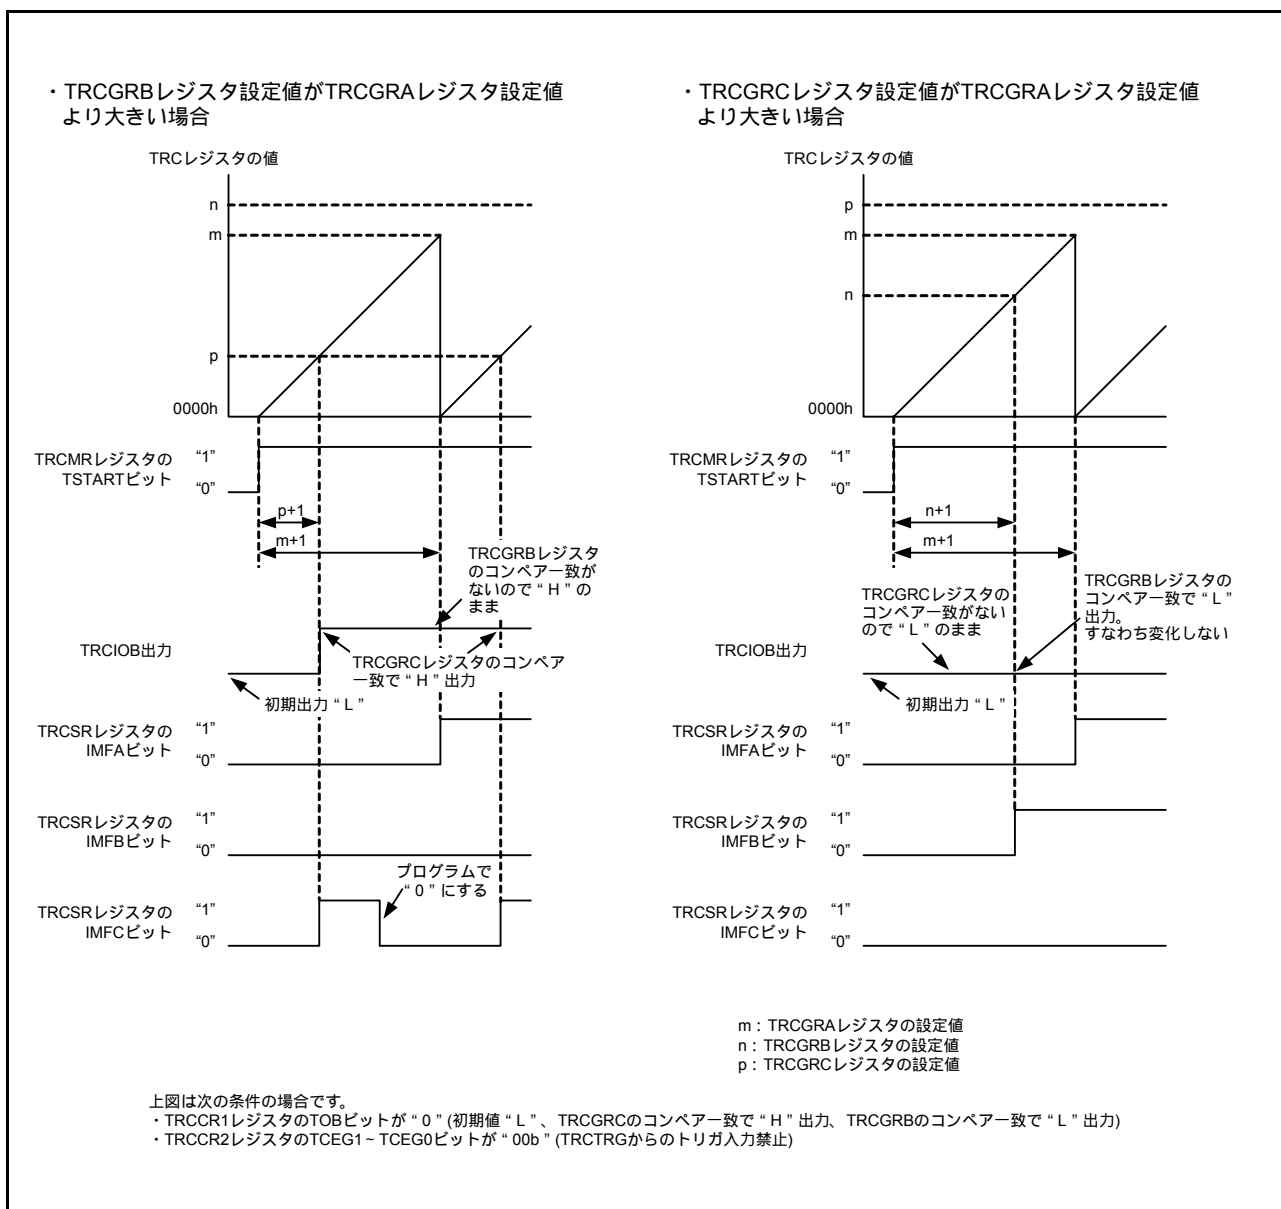 ・TRCGRBレジスタ設定値がTRCGRAレジスタ設定値
より大きい場合
TRCレジスタの値
n
m
p
0000h
TRCMRレジスタの
TSTARTビット
“1”
“0”
p+1
m+1
TRCGRBレジスタ
のコンペア一致が
ないので“H”の
まま
TRCIOB出力
TRCGRCレジスタのコンペア
一致で“H”出力
初期出力“L”
TRCSRレジスタの
IMFAビット
“1”
“0”
TRCSRレジスタの
IMFBビット
“1”
“0”
プログラムで
“0”にする
TRCSRレジスタの
IMFCビット
“1”
“0”
・TRCGRCレジスタ設定値がTRCGRAレジスタ設定値
より大きい場合
TRCレジスタの値
p
m
n
0000h
TRCMRレジスタの
TSTARTビット
“1”
“0”
n+1
m+1
TRCGRCレジスタの
コンペア一致がない
ので“L”のまま
TRCGRBレジスタの
コンペア一致で“L”
出力。
すなわち変化しない
TRCIOB出力
初期出力“L”
TRCSRレジスタの
IMFAビット
“1”
“0”
TRCSRレジスタの
IMFBビット
“1”
“0”
TRCSRレジスタの
IMFCビット
“1”
“0”
m：TRCGRAレジスタの設定値
n：TRCGRBレジスタの設定値
p：TRCGRCレジスタの設定値
上図は次の条件の場合です。
・TRCCR1レジスタのTOBビットが“0”(初期値“L”、TRCGRCのコンペア一致で“H”出力、TRCGRBのコンペア一致で“L”出力)
・TRCCR2レジスタのTCEG1～TCEG0ビットが“00b”(TRCTRGからのトリガ入力禁止)